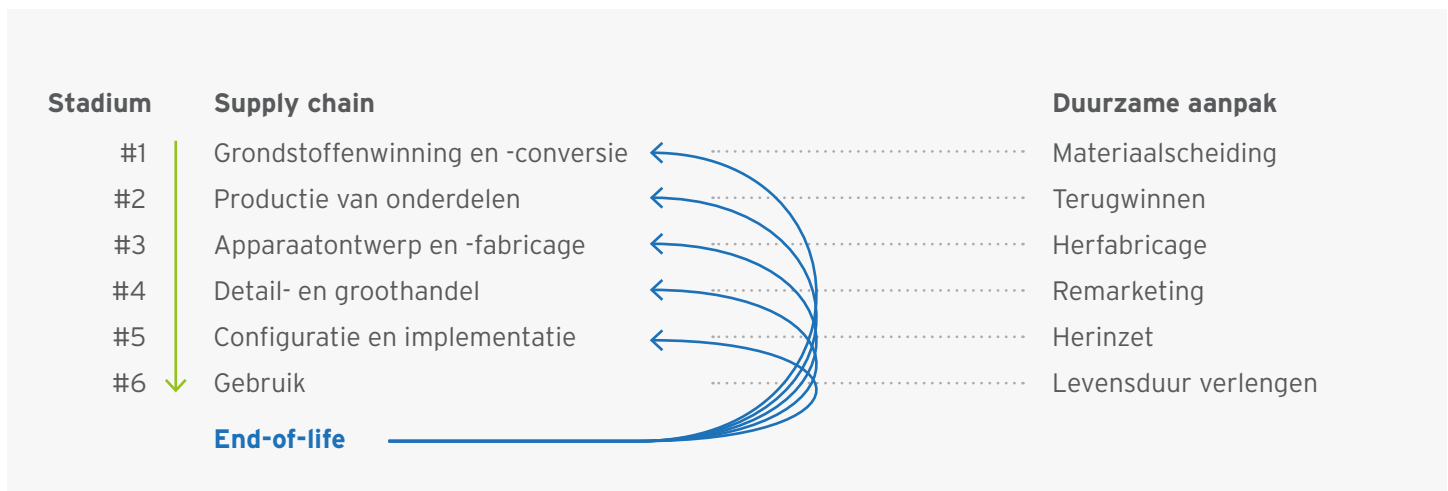 Stadium Supply chain Duurzame aanpak
#1 Grondstoffenwinning en -conversie Materiaalscheiding
#2 Productie van onderdelen Terugwinnen
#3 Apparaatontwerp en -fabricage Herfabricage
#4 Detail- en groothandel Remarketing
#5 Configuratie en implementatie Herinzet
#6 Gebruik Levensduur verlengen
End-of-life